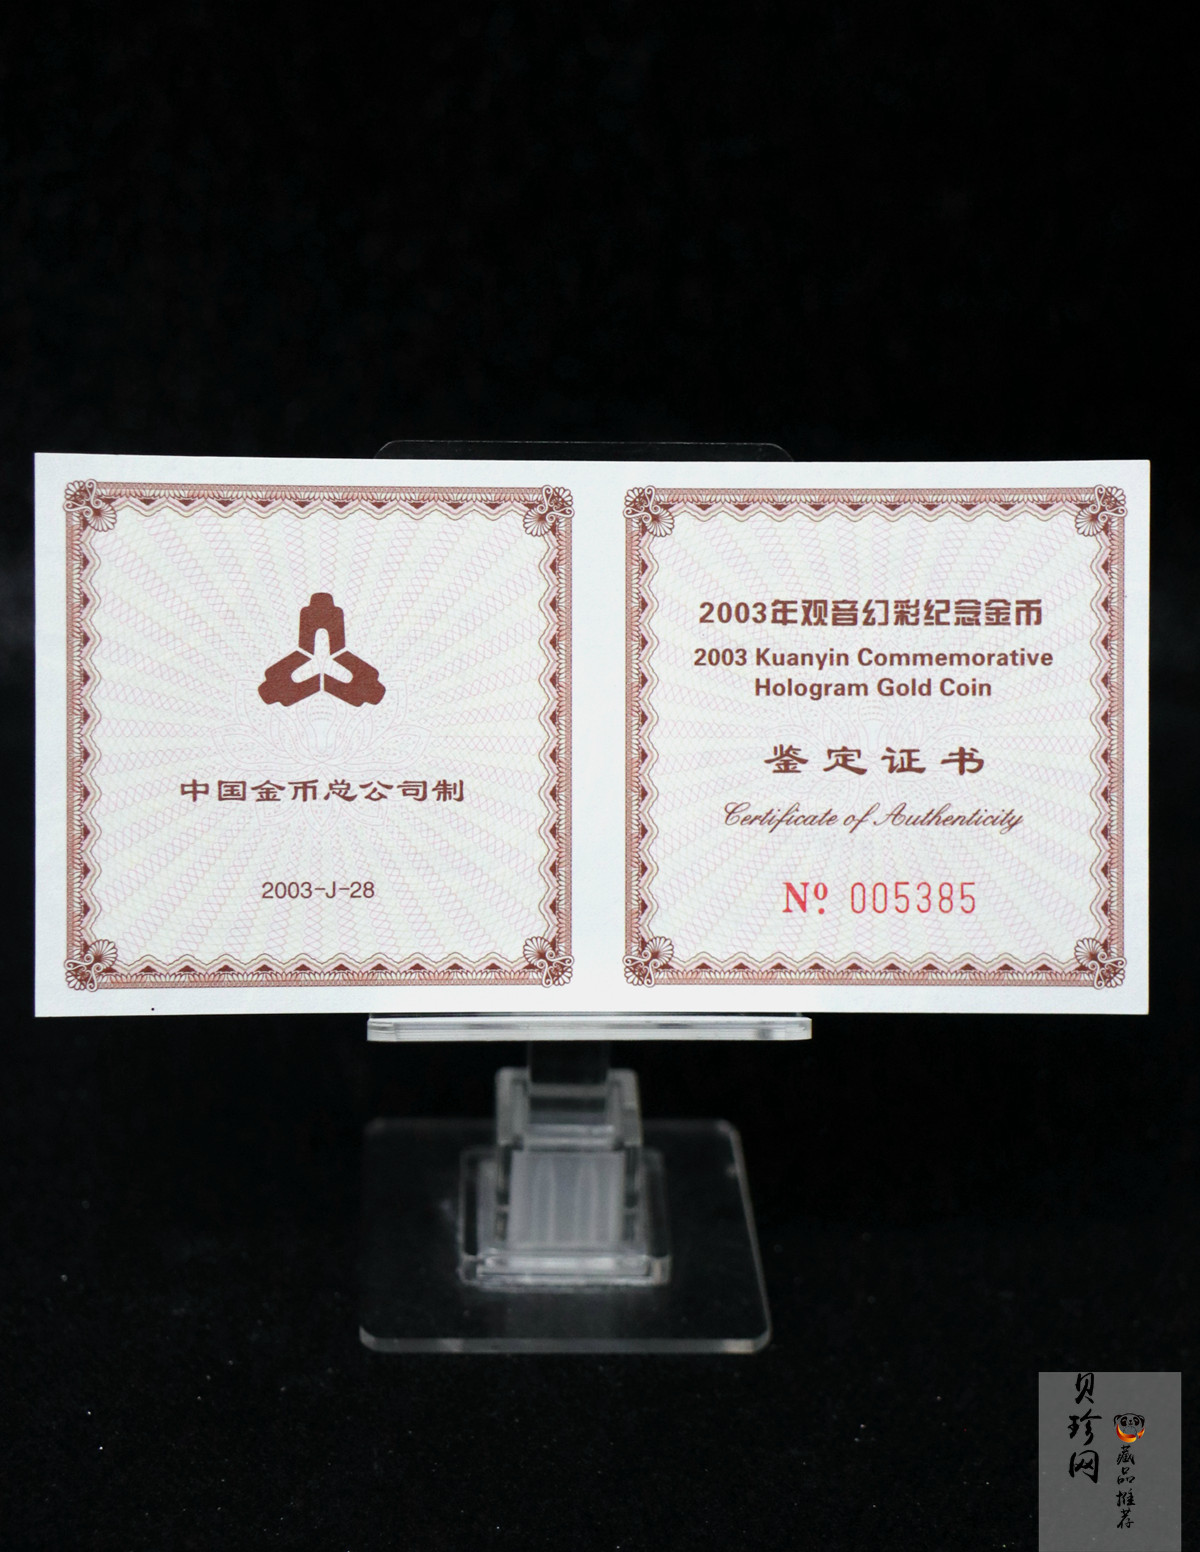 中国金币总公司制
2003-J-28
2003年观音幻彩纪念金币
2003 Kuanyin Commemorative
Hologram Gold Coin
鉴定证书
Certificate of Authenticity
Nº 005385
贝珍网
藏品推荐